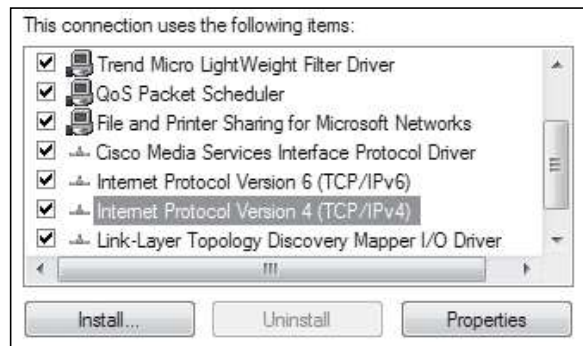 This connection uses the following items:
Trend Micro LightWeight Filter Driver
QoS Packet Scheduler
File and Printer Sharing for Microsoft Networks
Cisco Media Services Interface Protocol Driver
Internet Protocol Version 6 (TCP/IPv6)
Internet Protocol Version 4 (TCP/IPv4)
Link-Layer Topology Discovery Mapper I/O Driver
Install... Uninstall Properties